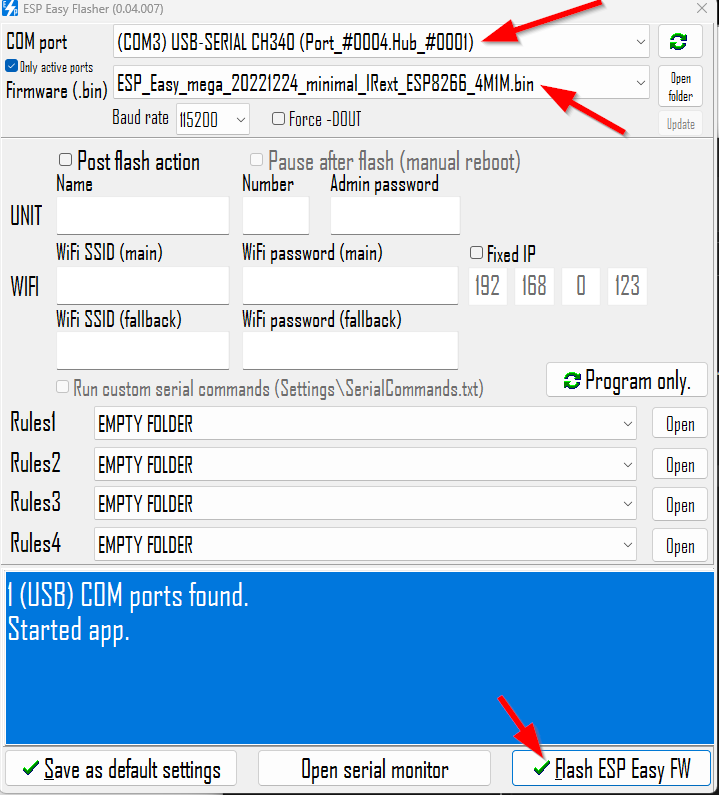 ESP Easy Flasher (0.04.007)
COM port
(COM3) USB-SERIAL CH340 (Port_#0004.Hub_#0001)
Only active ports
Firmware (.bin)
ESP_Easy_mega_20221224_minimal_IRext_ESP8266_4M1M.bin
Open folder
Baud rate 115200 Force -DOUT
Update
Post flash action Pause after flash (manual reboot)
Name Number Admin password
UNIT
WiFi SSID (main) WiFi password (main) Fixed IP
WIFI 192 168 0 123
WiFi SSID (fallback) WiFi password (fallback)
Run custom serial commands (Settings\SerialCommands.txt)
Program only.
Rules1 EMPTY FOLDER Open
Rules2 EMPTY FOLDER Open
Rules3 EMPTY FOLDER Open
Rules4 EMPTY FOLDER Open
1 (USB) COM ports found.
Started app.
Save as default settings Open serial monitor Flash ESP Easy FW